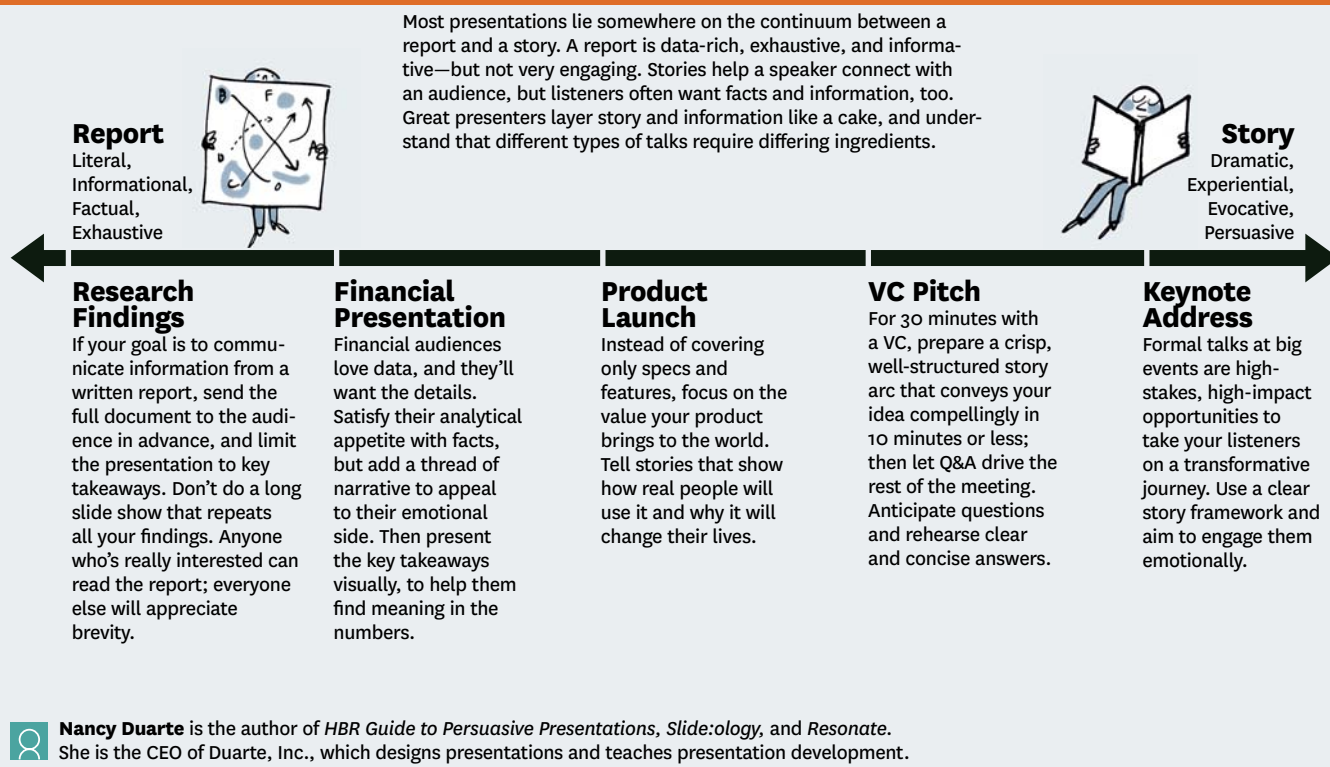 Most presentations lie somewhere on the continuum between a
report and a story. A report is data-rich, exhaustive, and informa-
tive—but not very engaging. Stories help a speaker connect with
an audience, but listeners often want facts and information, too.
Great presenters layer story and information like a cake, and under-
stand that different types of talks require differing ingredients.
Report
Literal,
Informational,
Factual,
Exhaustive
B
F
A
D
C
O
Story
Dramatic,
Experiential,
Evocative,
Persuasive
Research
Findings
If your goal is to commu-
nicate information from a
written report, send the
full document to the audi-
ence in advance, and limit
the presentation to key
takeaways. Don't do a long
slide show that repeats
all your findings. Anyone
who's really interested can
read the report; everyone
else will appreciate
brevity.
Financial
Presentation
Financial audiences
love data, and they'll
want the details.
Satisfy their analytical
appetite with facts,
but add a thread of
narrative to appeal
to their emotional
side. Then present
the key takeaways
visually, to help them
find meaning in the
numbers.
Product
Launch
Instead of covering
only specs and
features, focus on the
value your product
brings to the world.
Tell stories that show
how real people will
use it and why it will
change their lives.
VC Pitch
For 30 minutes with
a VC, prepare a crisp,
well-structured story
arc that conveys your
idea compellingly in
10 minutes or less;
then let Q&A drive the
rest of the meeting.
Anticipate questions
and rehearse clear
and concise answers.
Keynote
Address
Formal talks at big
events are high-
stakes, high-impact
opportunities to
take your listeners
on a transformative
journey. Use a clear
story framework and
aim to engage them
emotionally.
Nancy Duarte is the author of HBR Guide to Persuasive Presentations, Slide:ology, and Resonate.
She is the CEO of Duarte, Inc., which designs presentations and teaches presentation development.